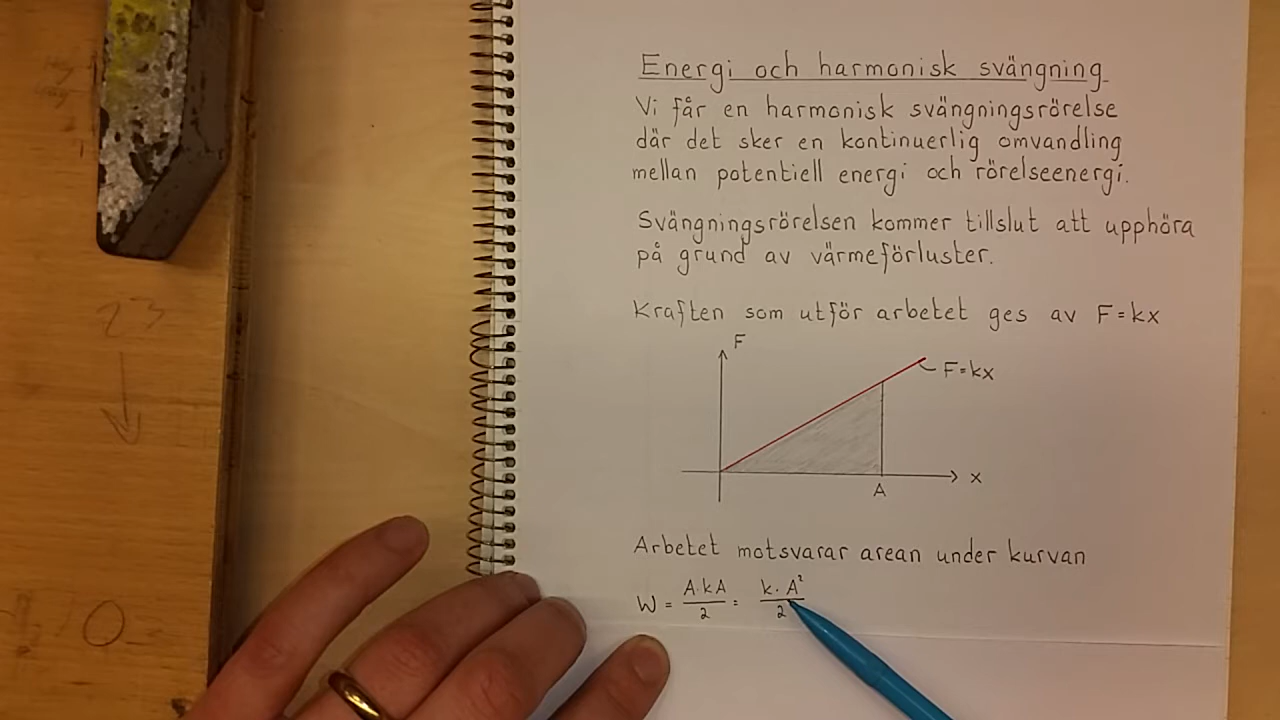 Energi och harmonisk svängning
Vi får en harmonisk svängningsrörelse
där det sker en kontinuerlig omvandling
mellan potentiell energi och rörelseenergi.
Svängningsrörelsen kommer tillslut att upphöra
på grund av värmeförluster.
Kraften som utför arbetet ges av F=kx
F
F=kx
x
A
Arbetet motsvarar arean under kurvan
W = A·kA/2 = k·A²/2
23
0